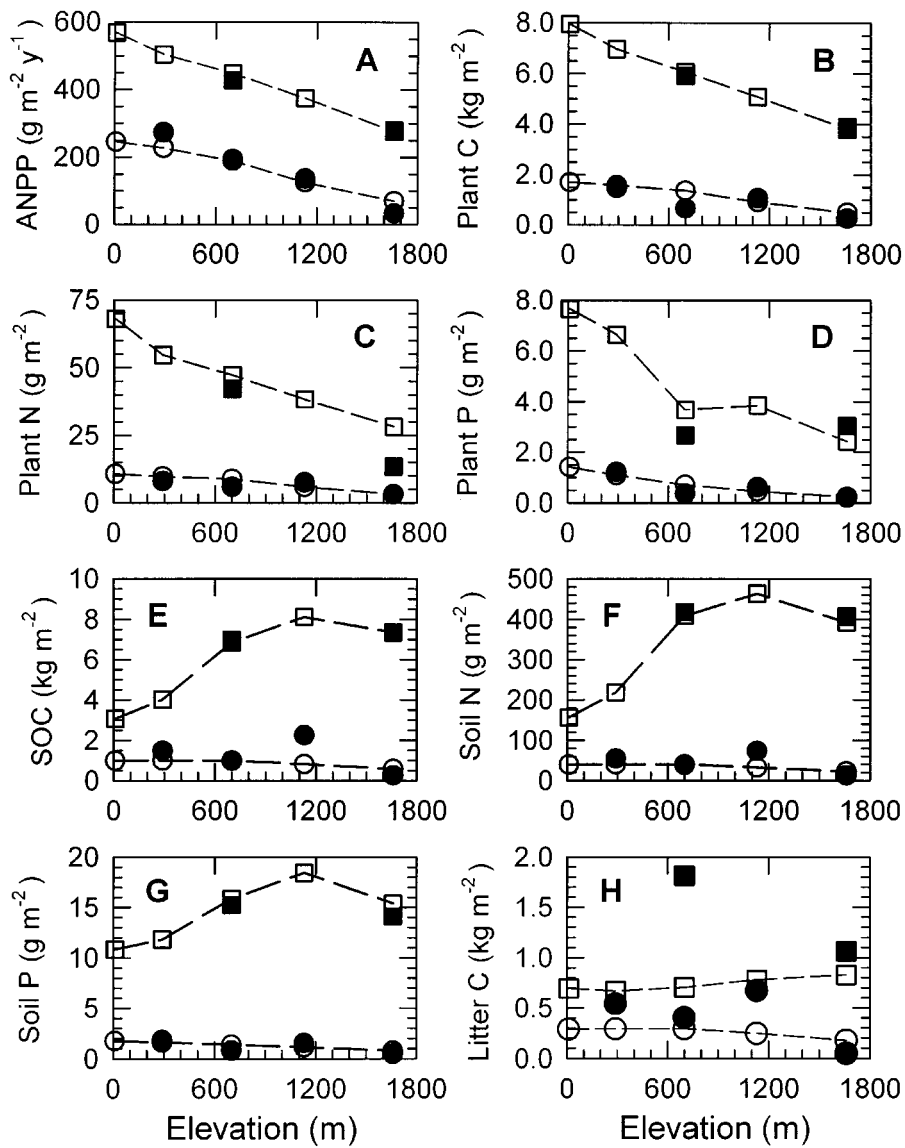 600
400
200
0
ANPP (g m⁻² y⁻¹)
A
0 600 1200 1800
8.0
6.0
4.0
2.0
0.0
Plant C (kg m⁻²)
B
0 600 1200 1800
75
50
25
0
Plant N (g m⁻²)
C
0 600 1200 1800
8.0
6.0
4.0
2.0
0.0
Plant P (g m⁻²)
D
0 600 1200 1800
10
8
6
4
2
0
SOC (kg m⁻²)
E
0 600 1200 1800
500
400
300
200
100
0
Soil N (g m⁻²)
F
0 600 1200 1800
20
15
10
5
0
Soil P (g m⁻²)
G
0 600 1200 1800
Elevation (m)
2.0
1.5
1.0
0.5
0.0
Litter C (kg m⁻²)
H
0 600 1200 1800
Elevation (m)